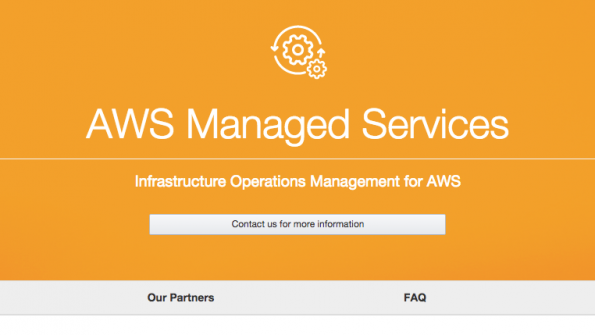 AWS Managed Services
Infrastructure Operations Management for AWS
Contact us for more information
Our Partners FAQ